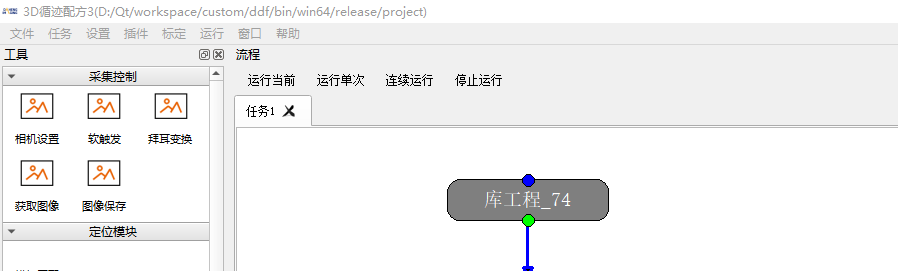 3D循迹配方3(D:/Qt/workspace/custom/ddf/bin/win64/release/project)
文件 任务 设置 插件 标定 运行 窗口 帮助
工具
流程
采集控制
运行当前 运行单次 连续运行 停止运行
任务1
相机设置 软触发 拜耳变换
获取图像 图像保存
库工程_74
定位模块